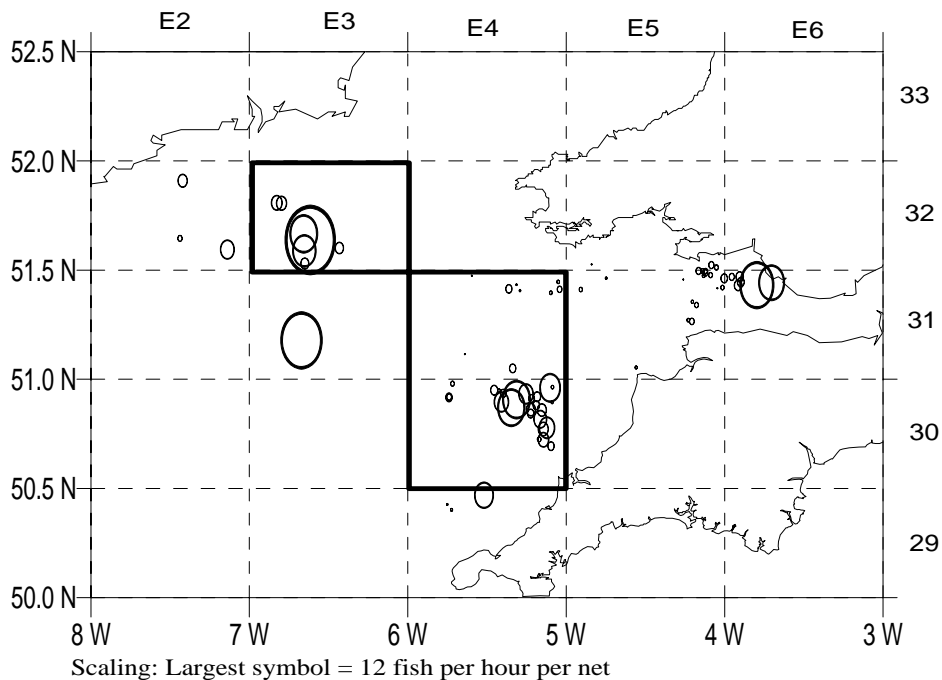 E2 E3 E4 E5 E6
52.5 N
33
52.0 N
32
51.5 N
31
51.0 N
30
50.5 N
29
50.0 N
8 W 7 W 6 W 5 W 4 W 3 W
Scaling: Largest symbol = 12 fish per hour per net